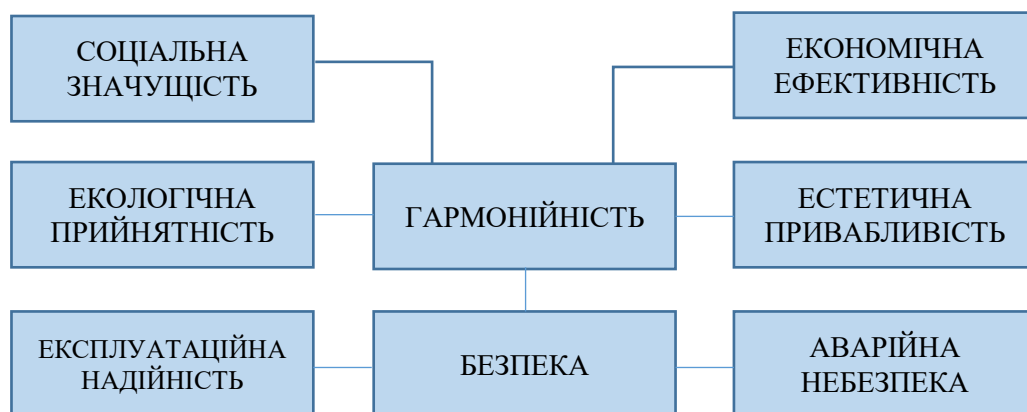 СОЦІАЛЬНА
ЗНАЧУЩІСТЬ
ЕКОНОМІЧНА
ЕФЕКТИВНІСТЬ
ЕКОЛОГІЧНА
ПРИЙНЯТНІСТЬ
ГАРМОНІЙНІСТЬ
ЕСТЕТИЧНА
ПРИВАБЛИВІСТЬ
ЕКСПЛУАТАЦІЙНА
НАДІЙНІСТЬ
БЕЗПЕКА
АВАРІЙНА
НЕБЕЗПЕКА